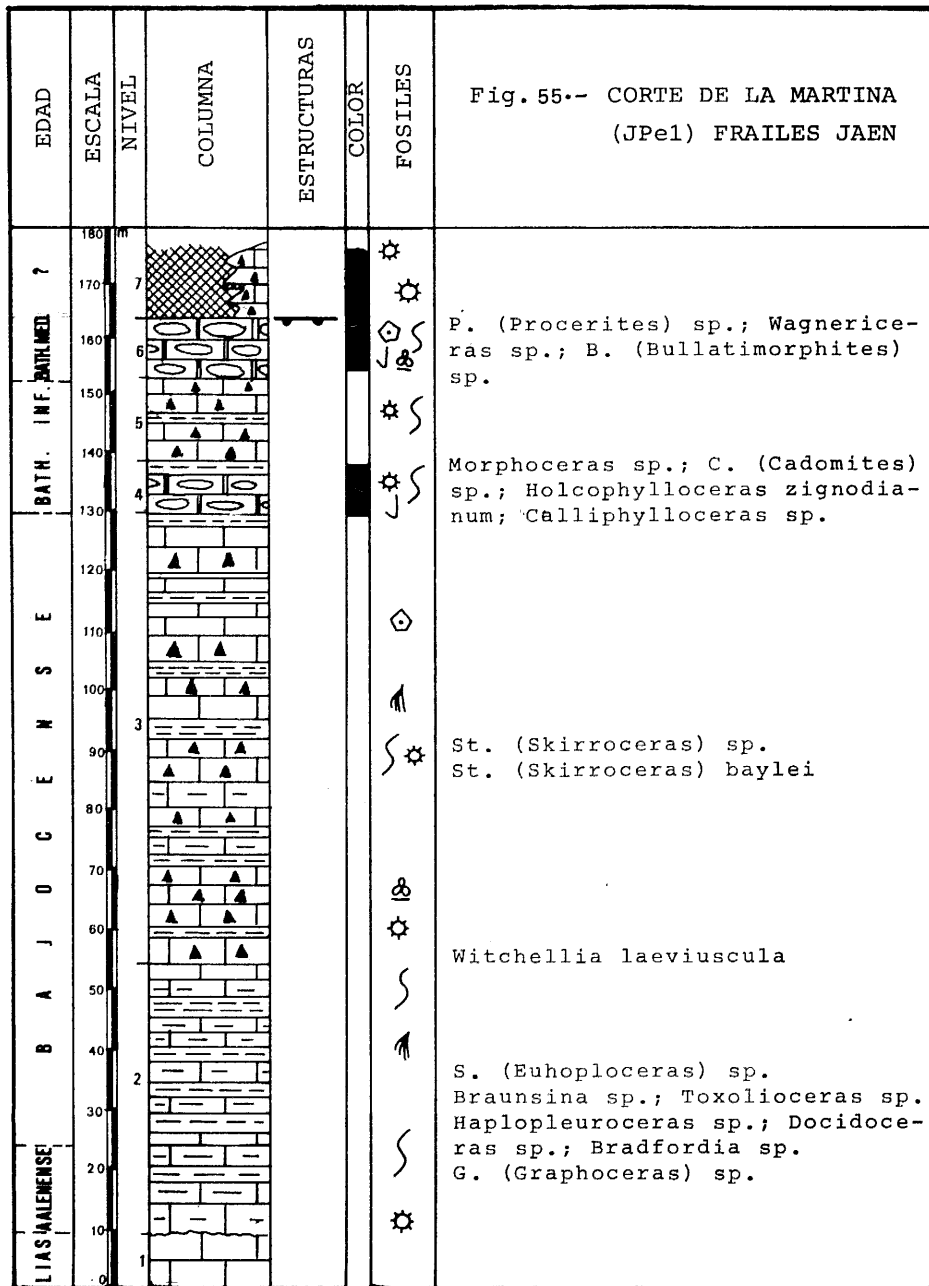 EDAD
ESCALA
NIVEL
COLUMNA
ESTRUCTURAS
COLOR
FOSILES
Fig. 55.- CORTE DE LA MARTINA
(JPe1) FRAILES JAEN
180 m
170
160
150
140
130
120
110
100
90
80
70
60
50
40
30
20
10
0
?
BATH. MED.
BATH. INF.
BAJOCENSE
AALENENSE
LIAS
7
6
5
4
3
2
1
P. (Procerites) sp.; Wagnerice-
ras sp.; B. (Bullatimorphites)
sp.
Morphoceras sp.; C. (Cadomites)
sp.; Holcophylloceras zignodia-
num; Calliphylloceras sp.
St. (Skirroceras) sp.
St. (Skirroceras) baylei
Witchellia laeviuscula
S. (Euhoploceras) sp.
Braunsina sp.; Toxolioceras sp.
Haplopleuroceras sp.; Docidoce-
ras sp.; Bradfordia sp.
G. (Graphoceras) sp.